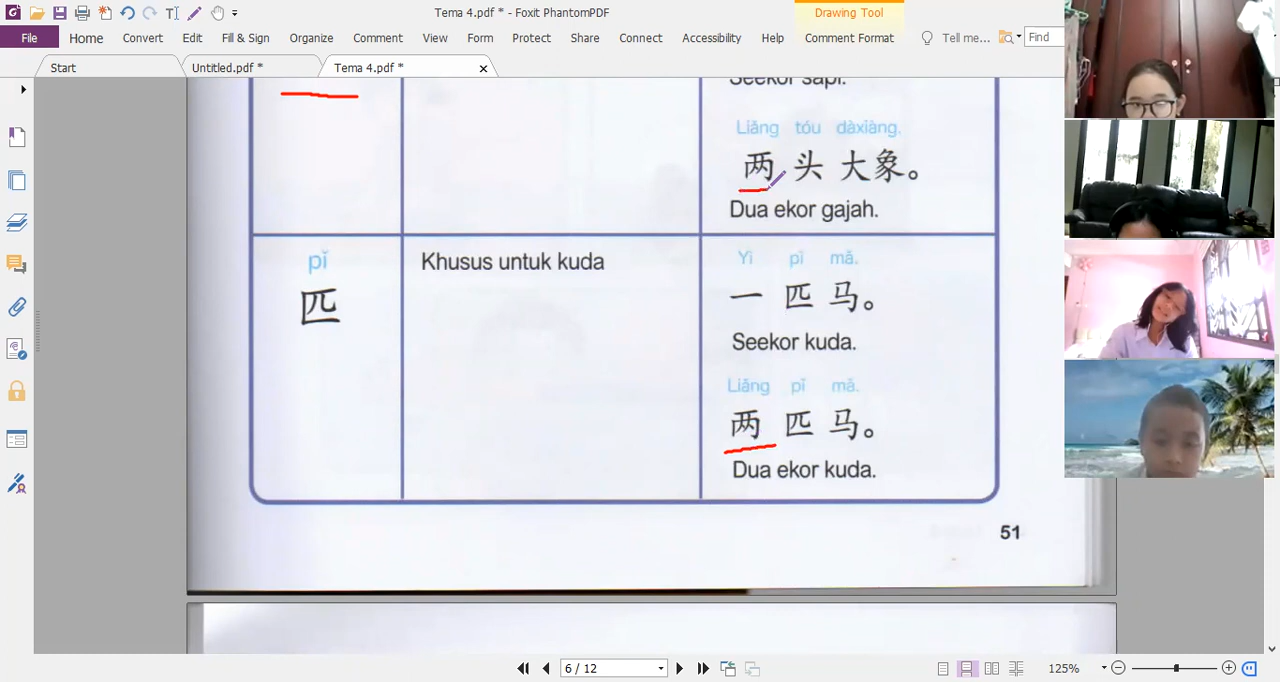 Tema 4.pdf * - Foxit PhantomPDF
Drawing Tool
File Home Convert Edit Fill & Sign Organize Comment View Form Protect Share Connect Accessibility Help Comment Format Tell me... Find
Start Untitled.pdf * Tema 4.pdf *
Seekor sapi.
Liǎng tóu dàxiàng.
两 头 大象。
Dua ekor gajah.
pǐ
匹
Khusus untuk kuda
Yì pǐ mǎ.
一 匹 马。
Seekor kuda.
Liǎng pǐ mǎ.
两 匹 马。
Dua ekor kuda.
51
6 / 12
125%